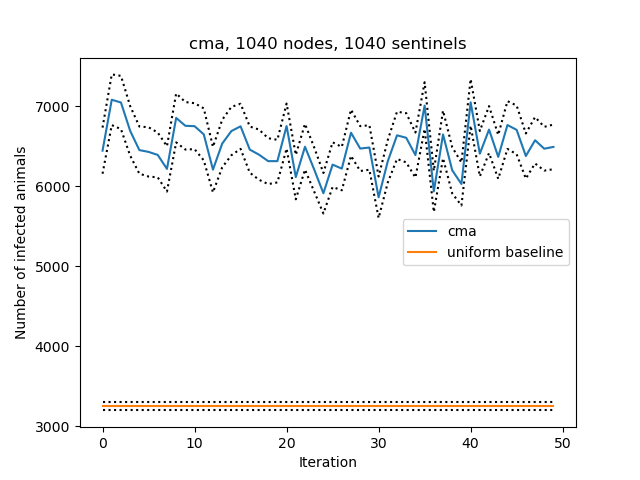 cma, 1040 nodes, 1040 sentinels
Number of infected animals
7000
6000
5000
4000
3000
cma
uniform baseline
0 10 20 30 40 50
Iteration